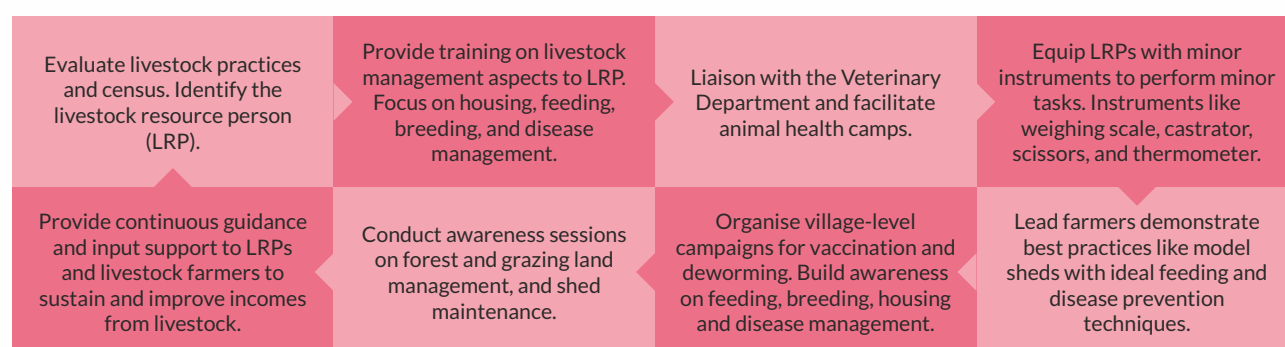 Evaluate livestock practices
and census. Identify the
livestock resource person
(LRP).
Provide training on livestock
management aspects to LRP.
Focus on housing, feeding,
breeding, and disease
management.
Liaison with the Veterinary
Department and facilitate
animal health camps.
Equip LRPs with minor
instruments to perform minor
tasks. Instruments like
weighing scale, castrator,
scissors, and thermometer.
Lead farmers demonstrate
best practices like model
sheds with ideal feeding and
disease prevention
techniques.
Organise village-level
campaigns for vaccination and
deworming. Build awareness
on feeding, breeding, housing
and disease management.
Conduct awareness sessions
on forest and grazing land
management, and shed
maintenance.
Provide continuous guidance
and input support to LRPs
and livestock farmers to
sustain and improve incomes
from livestock.